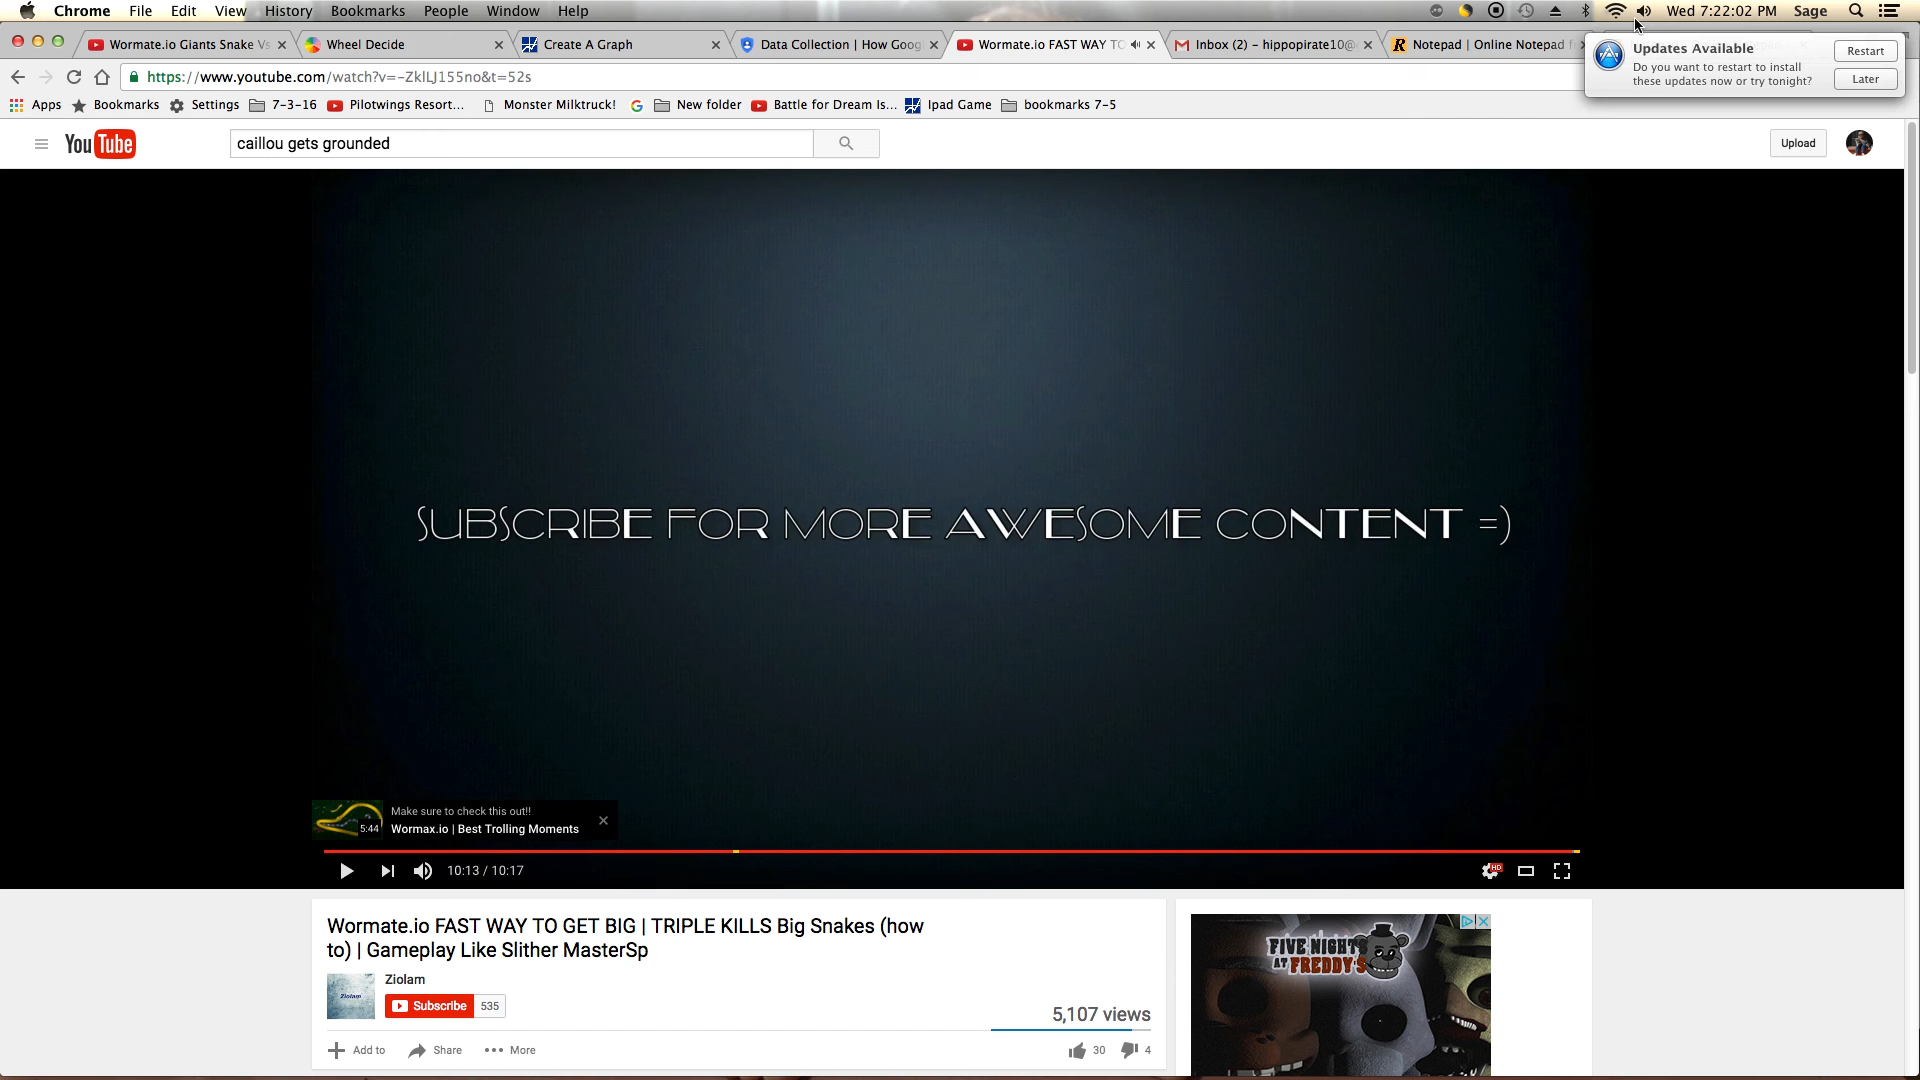 Chrome File Edit View History Bookmarks People Window Help Wed 7:22:02 PM Sage
Wormate.io Giants Snake Vs Wheel Decide Create A Graph Data Collection | How Goog Wormate.io FAST WAY TO Inbox (2) - hippopirate10@ Notepad | Online Notepad
Updates Available
Do you want to restart to install
these updates now or try tonight?
Restart
Later
https://www.youtube.com/watch?v=-ZklLJ155no&t=52s
Apps Bookmarks Settings 7-3-16 Pilotwings Resort... Monster Milktruck! New folder Battle for Dream Is... Ipad Game bookmarks 7-5
YouTube caillou gets grounded Upload
SUBSCRIBE FOR MORE AWESOME CONTENT =)
Make sure to check this out!!
5:44 Wormax.io | Best Trolling Moments
10:13 / 10:17 HD
Wormate.io FAST WAY TO GET BIG | TRIPLE KILLS Big Snakes (how
to) | Gameplay Like Slither MasterSp
Ziolam
Ziolam
Subscribe 535
5,107 views
Add to Share More 30 4
FIVE NIGHTS
AT FREDDY'S